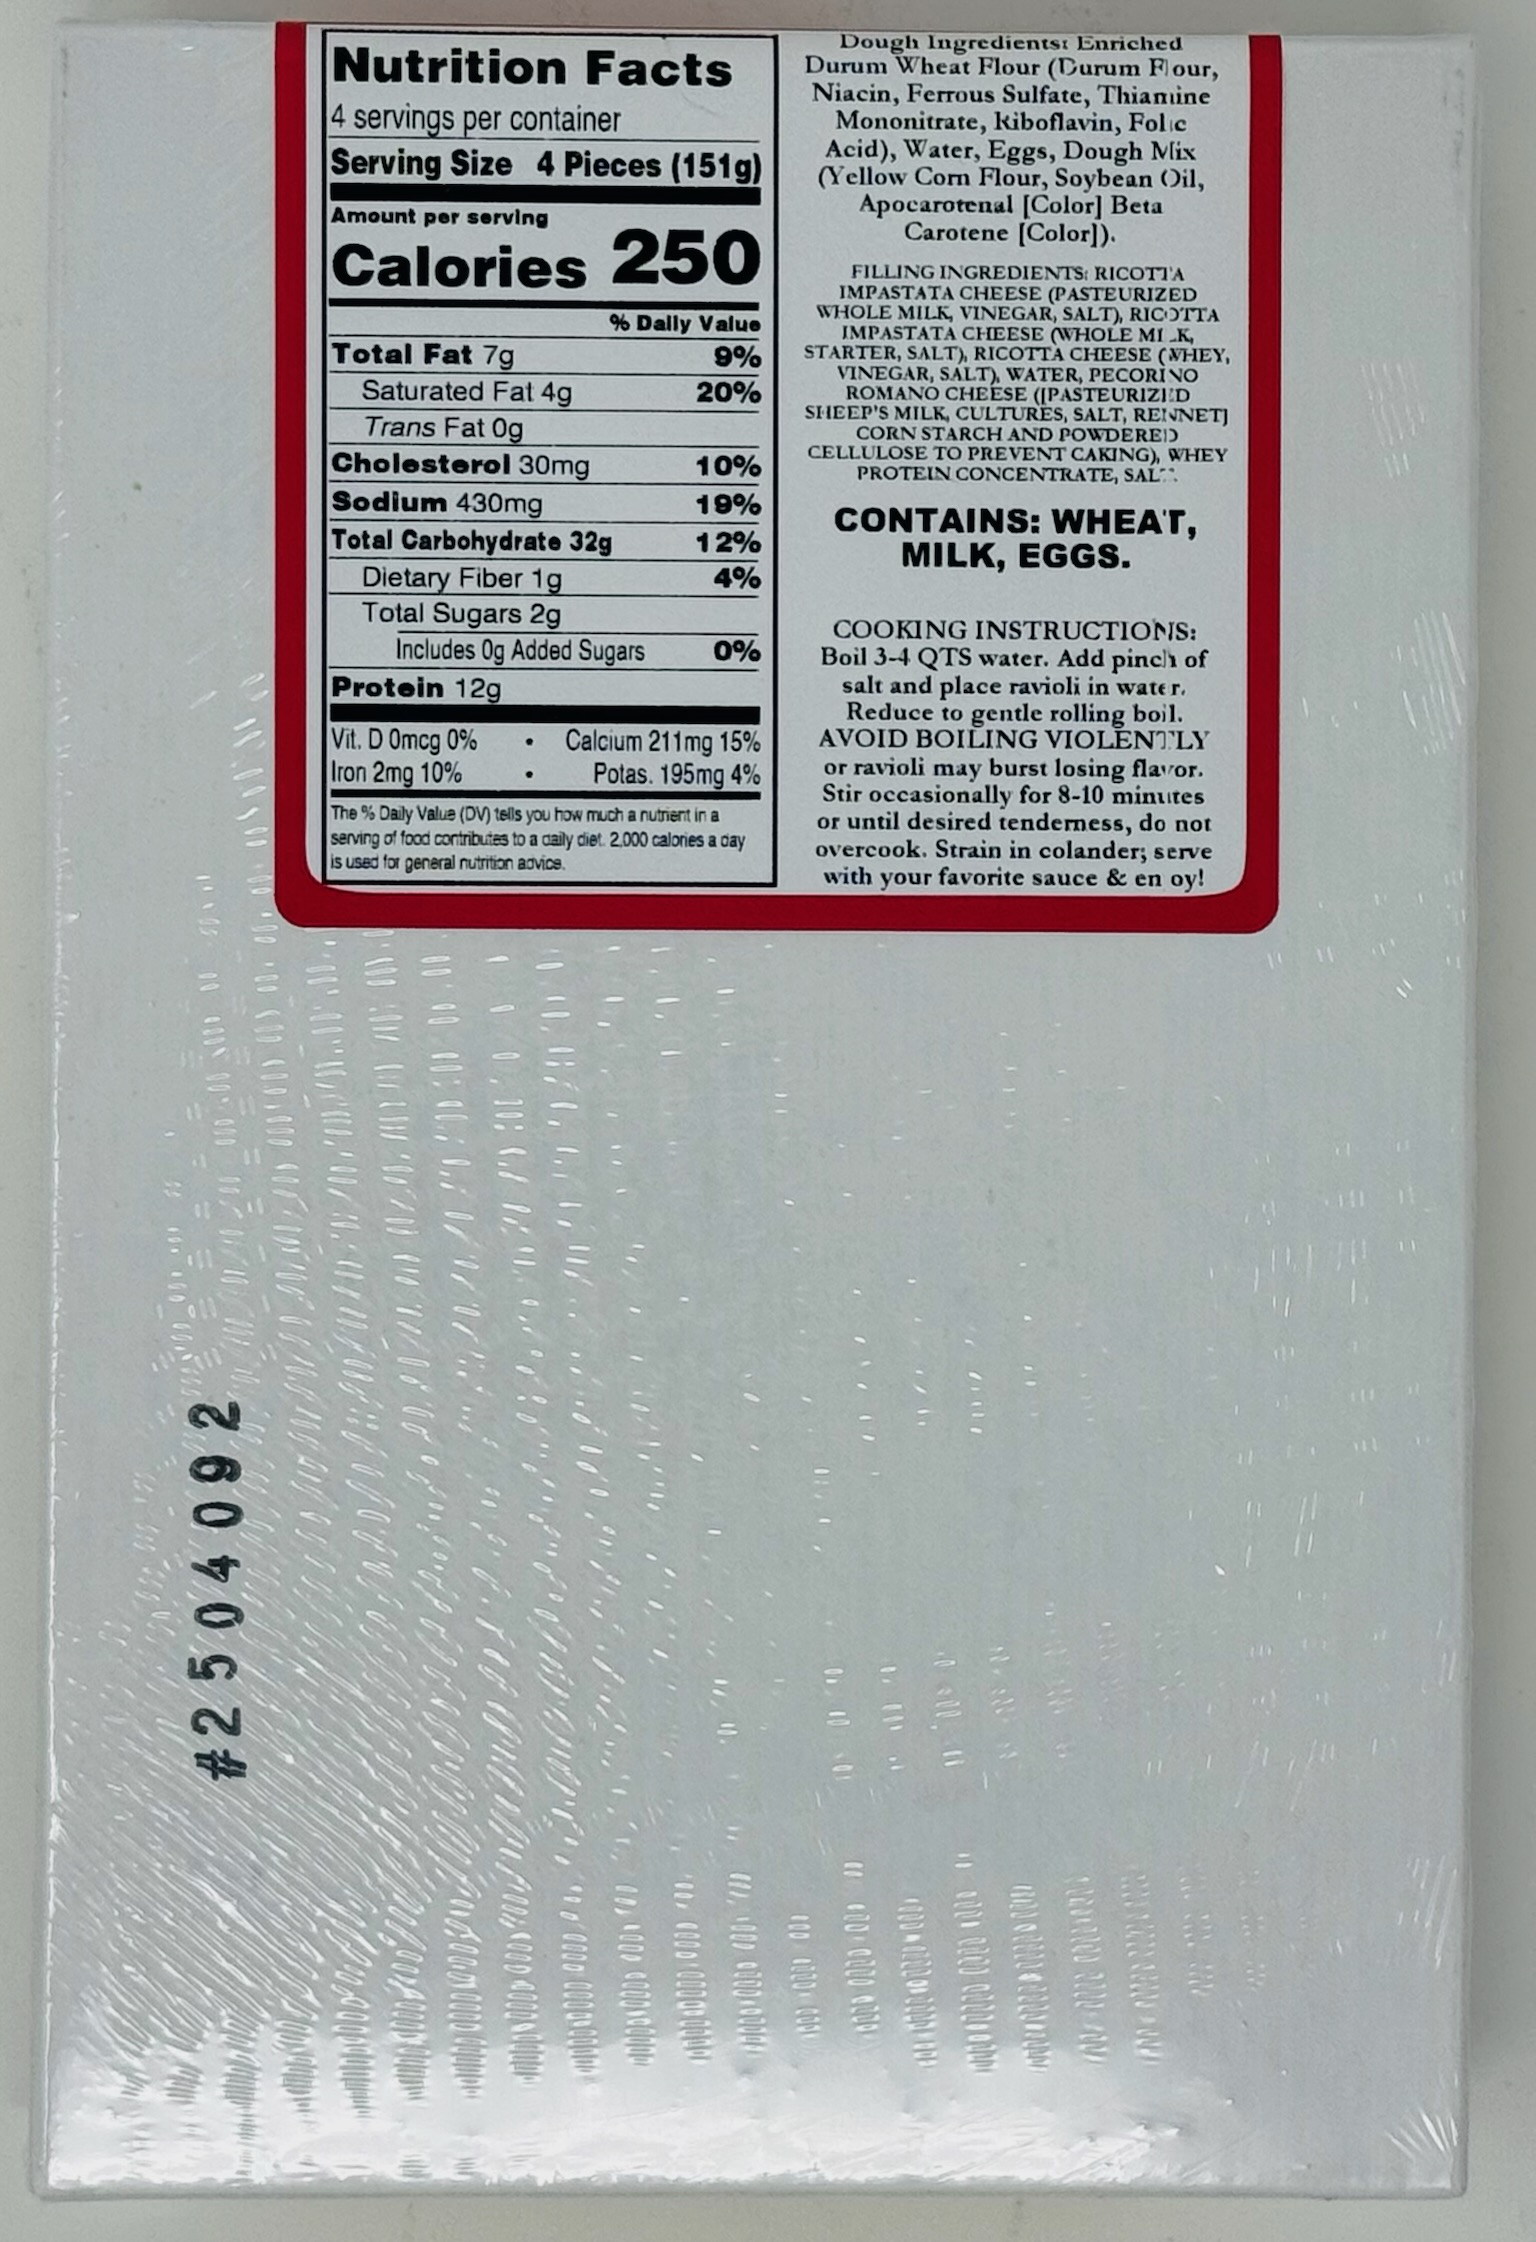 Nutrition Facts
4 servings per container
Serving Size 4 Pieces (151g)
Amount per serving
Calories 250
% Daily Value
Total Fat 7g 9%
Saturated Fat 4g 20%
Trans Fat 0g
Cholesterol 30mg 10%
Sodium 430mg 19%
Total Carbohydrate 32g 12%
Dietary Fiber 1g 4%
Total Sugars 2g
Includes 0g Added Sugars 0%
Protein 12g
Vit. D 0mcg 0% • Calcium 211mg 15%
Iron 2mg 10% • Potas. 195mg 4%
The % Daily Value (DV) tells you how much a nutrient in a
serving of food contributes to a daily diet. 2,000 calories a day
is used for general nutrition advice.
Dough Ingredients: Enriched
Durum Wheat Flour (Durum Flour,
Niacin, Ferrous Sulfate, Thiamine
Mononitrate, Riboflavin, Folic
Acid), Water, Eggs, Dough Mix
(Yellow Corn Flour, Soybean Oil,
Apocarotenal [Color] Beta
Carotene [Color]).
FILLING INGREDIENTS: RICOTTA
IMPASTATA CHEESE (PASTEURIZED
WHOLE MILK, VINEGAR, SALT), RICOTTA
IMPASTATA CHEESE (WHOLE MILK,
STARTER, SALT), RICOTTA CHEESE (WHEY,
VINEGAR, SALT), WATER, PECORINO
ROMANO CHEESE ([PASTEURIZED
SHEEP'S MILK, CULTURES, SALT, RENNET]
CORN STARCH AND POWDERED
CELLULOSE TO PREVENT CAKING), WHEY
PROTEIN CONCENTRATE, SALT.
CONTAINS: WHEAT,
MILK, EGGS.
COOKING INSTRUCTIONS:
Boil 3-4 QTS water. Add pinch of
salt and place ravioli in water.
Reduce to gentle rolling boil.
AVOID BOILING VIOLENTLY
or ravioli may burst losing flavor.
Stir occasionally for 8-10 minutes
or until desired tenderness, do not
overcook. Strain in colander; serve
with your favorite sauce & enjoy!
#2504092